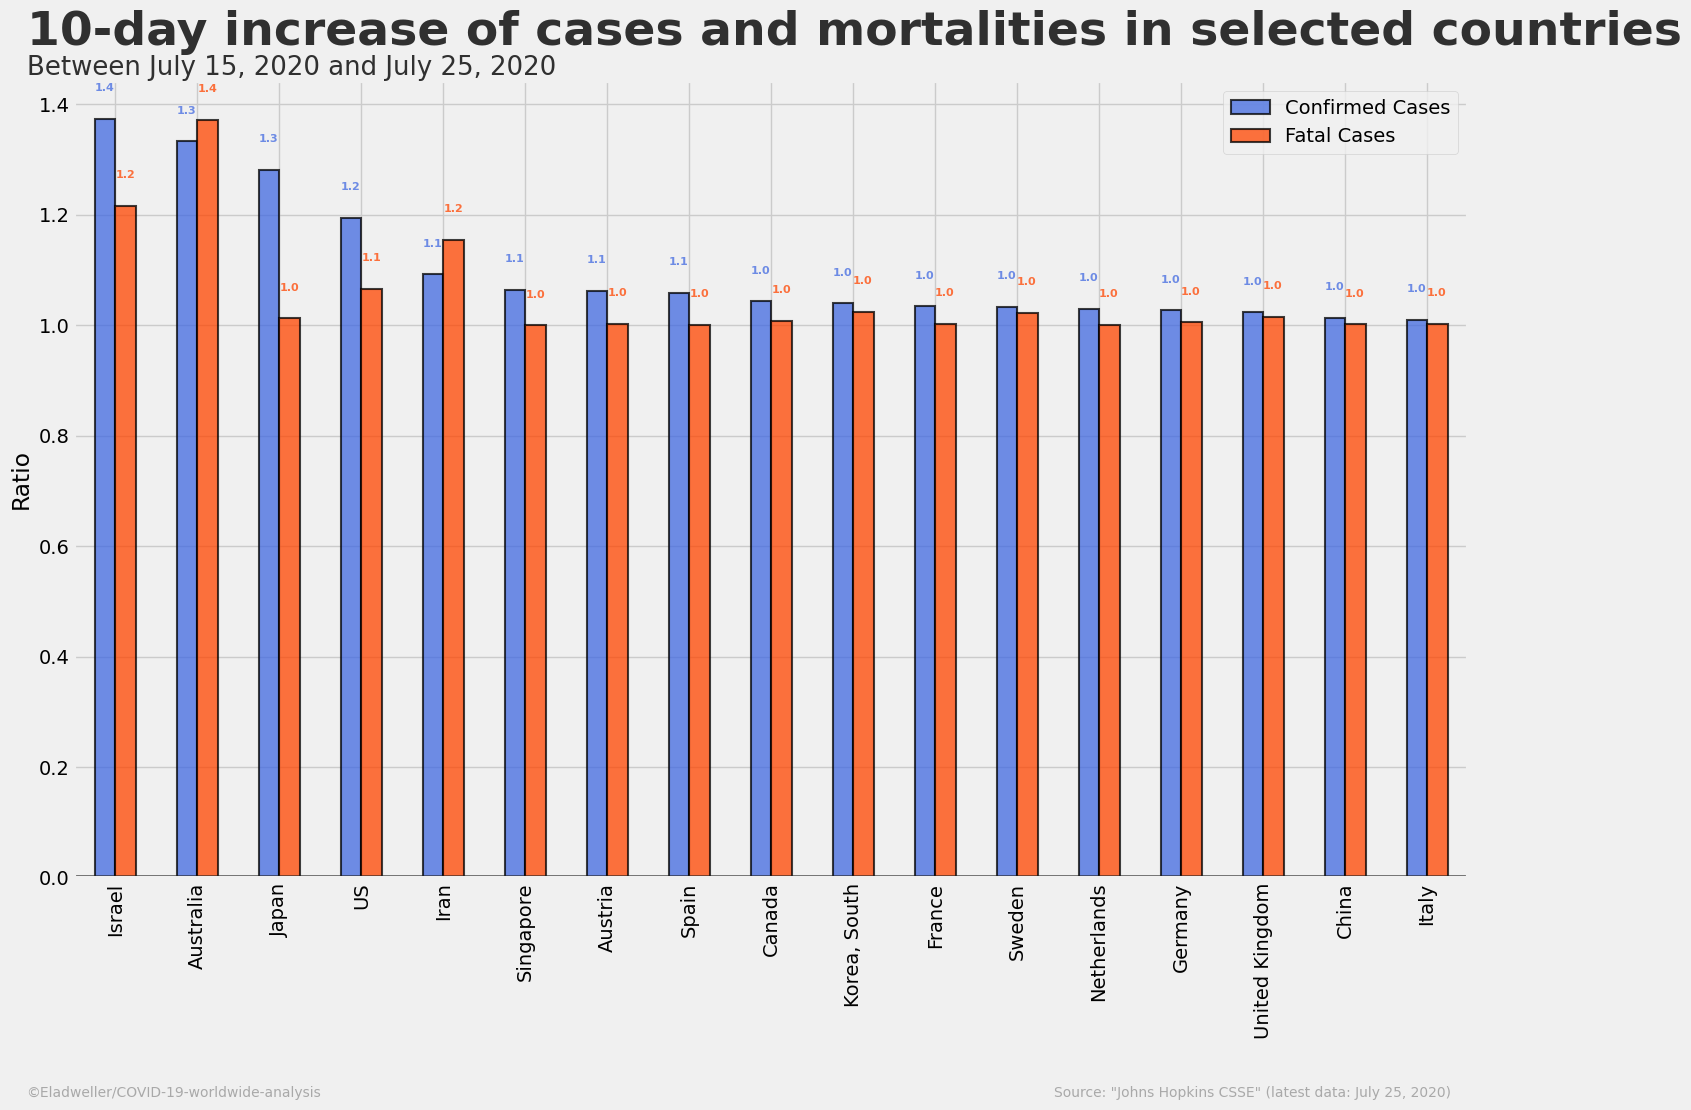 10-day increase of cases and mortalities in selected countries
Between July 15, 2020 and July 25, 2020
Confirmed Cases
Fatal Cases
Ratio
1.4
1.2
1.0
0.8
0.6
0.4
0.2
0.0
1.4 1.2 1.3 1.4 1.3 1.0 1.2 1.1 1.1 1.2 1.1 1.0 1.1 1.0 1.1 1.0 1.0 1.0 1.0 1.0 1.0 1.0 1.0 1.0 1.0 1.0 1.0 1.0 1.0 1.0 1.0 1.0 1.0 1.0
Israel
Australia
Japan
US
Iran
Singapore
Austria
Spain
Canada
Korea, South
France
Sweden
Netherlands
Germany
United Kingdom
China
Italy
©Eladweller/COVID-19-worldwide-analysis
Source: "Johns Hopkins CSSE" (latest data: July 25, 2020)